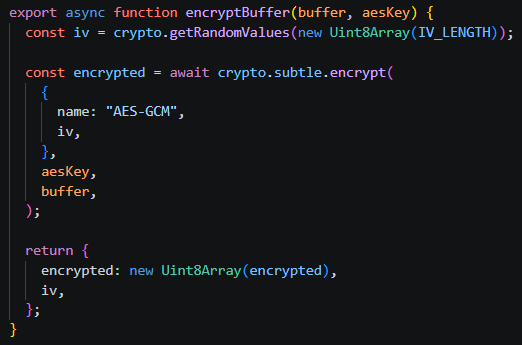 export async function encryptBuffer(buffer, aesKey) {
  const iv = crypto.getRandomValues(new Uint8Array(IV_LENGTH));

  const encrypted = await crypto.subtle.encrypt(
    {
      name: "AES-GCM",
      iv,
    },
    aesKey,
    buffer,
  );

  return {
    encrypted: new Uint8Array(encrypted),
    iv,
  };
}